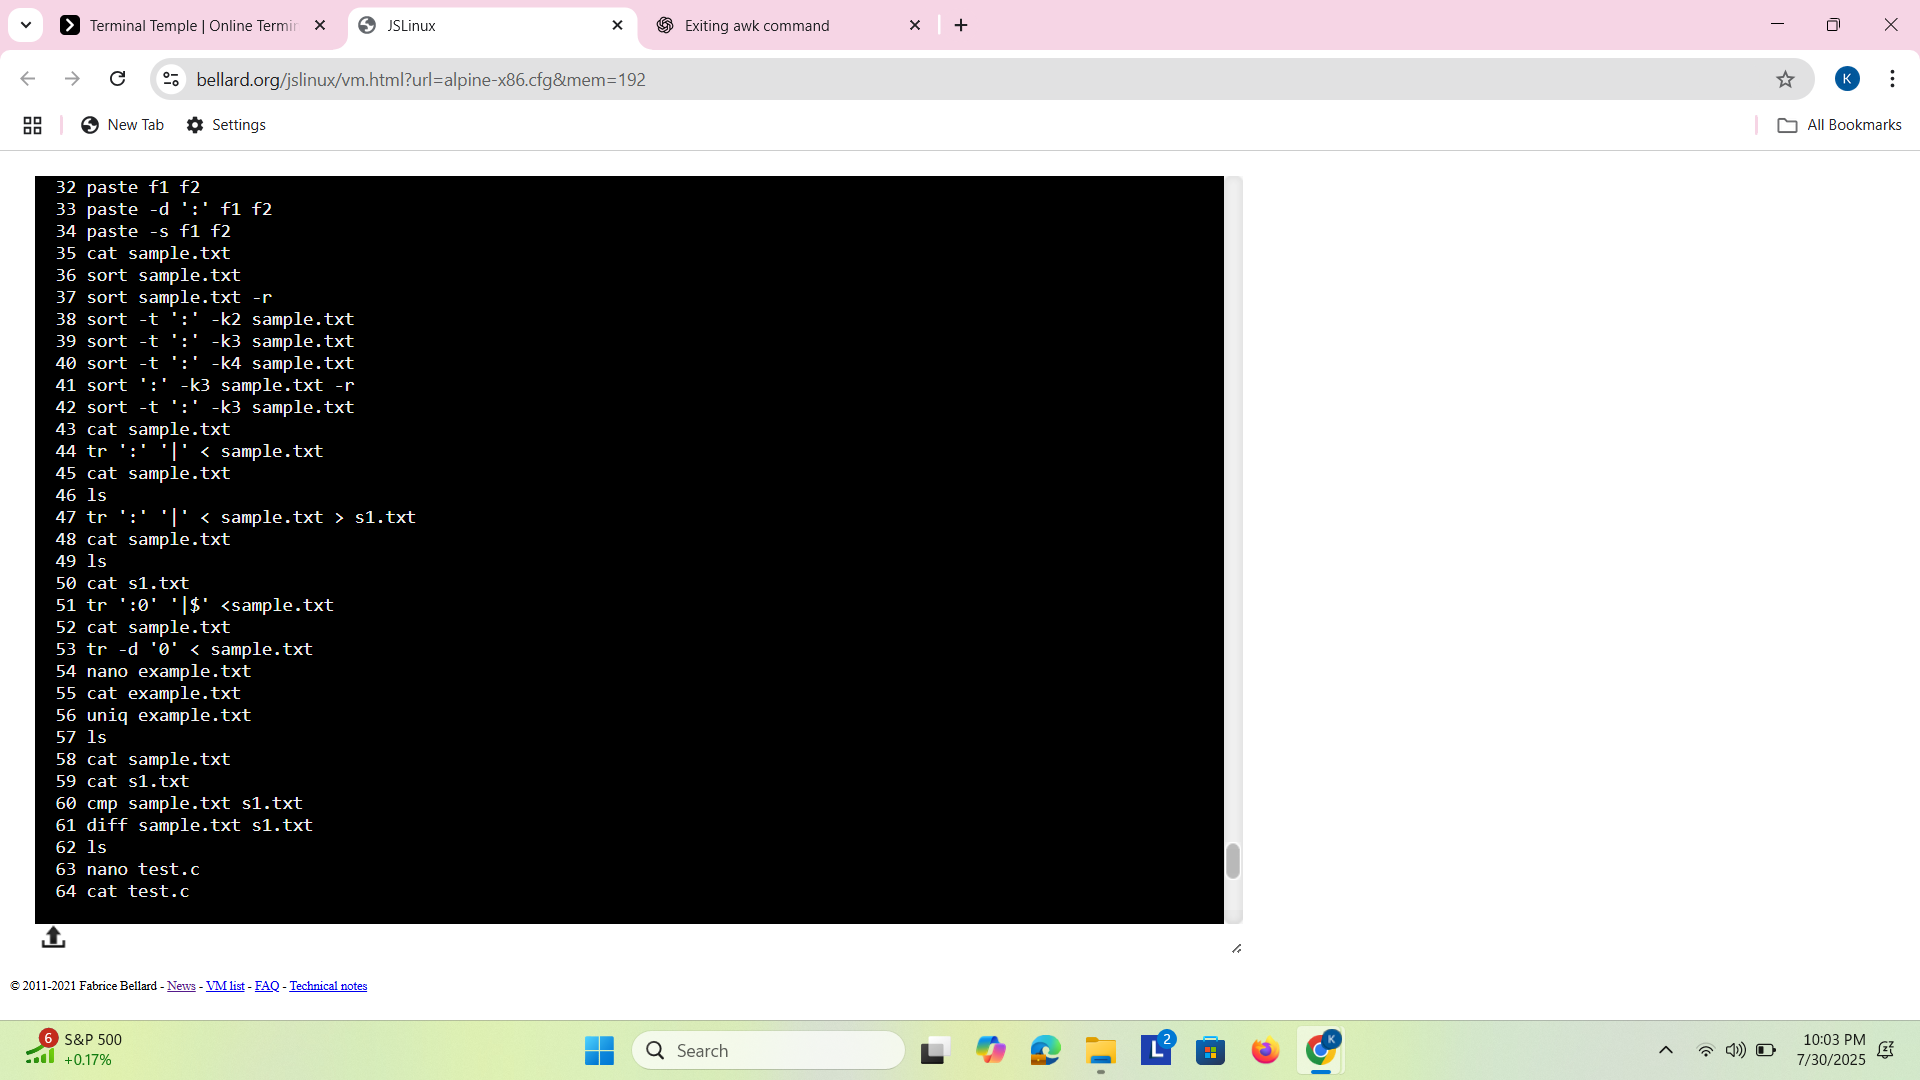 Terminal Temple | Online Termin
JSLinux
Exiting awk command
bellard.org/jslinux/vm.html?url=alpine-x86.cfg&mem=192
K
New Tab
Settings
All Bookmarks
32 paste f1 f2
33 paste -d ':' f1 f2
34 paste -s f1 f2
35 cat sample.txt
36 sort sample.txt
37 sort sample.txt -r
38 sort -t ':' -k2 sample.txt
39 sort -t ':' -k3 sample.txt
40 sort -t ':' -k4 sample.txt
41 sort ':' -k3 sample.txt -r
42 sort -t ':' -k3 sample.txt
43 cat sample.txt
44 tr ':' '|' < sample.txt
45 cat sample.txt
46 ls
47 tr ':' '|' < sample.txt > s1.txt
48 cat sample.txt
49 ls
50 cat s1.txt
51 tr ':0' '|$' <sample.txt
52 cat sample.txt
53 tr -d '0' < sample.txt
54 nano example.txt
55 cat example.txt
56 uniq example.txt
57 ls
58 cat sample.txt
59 cat s1.txt
60 cmp sample.txt s1.txt
61 diff sample.txt s1.txt
62 ls
63 nano test.c
64 cat test.c
© 2011-2021 Fabrice Bellard - News - VM list - FAQ - Technical notes
6
S&P 500
+0.17%
Search
L
2
K
10:03 PM
7/30/2025